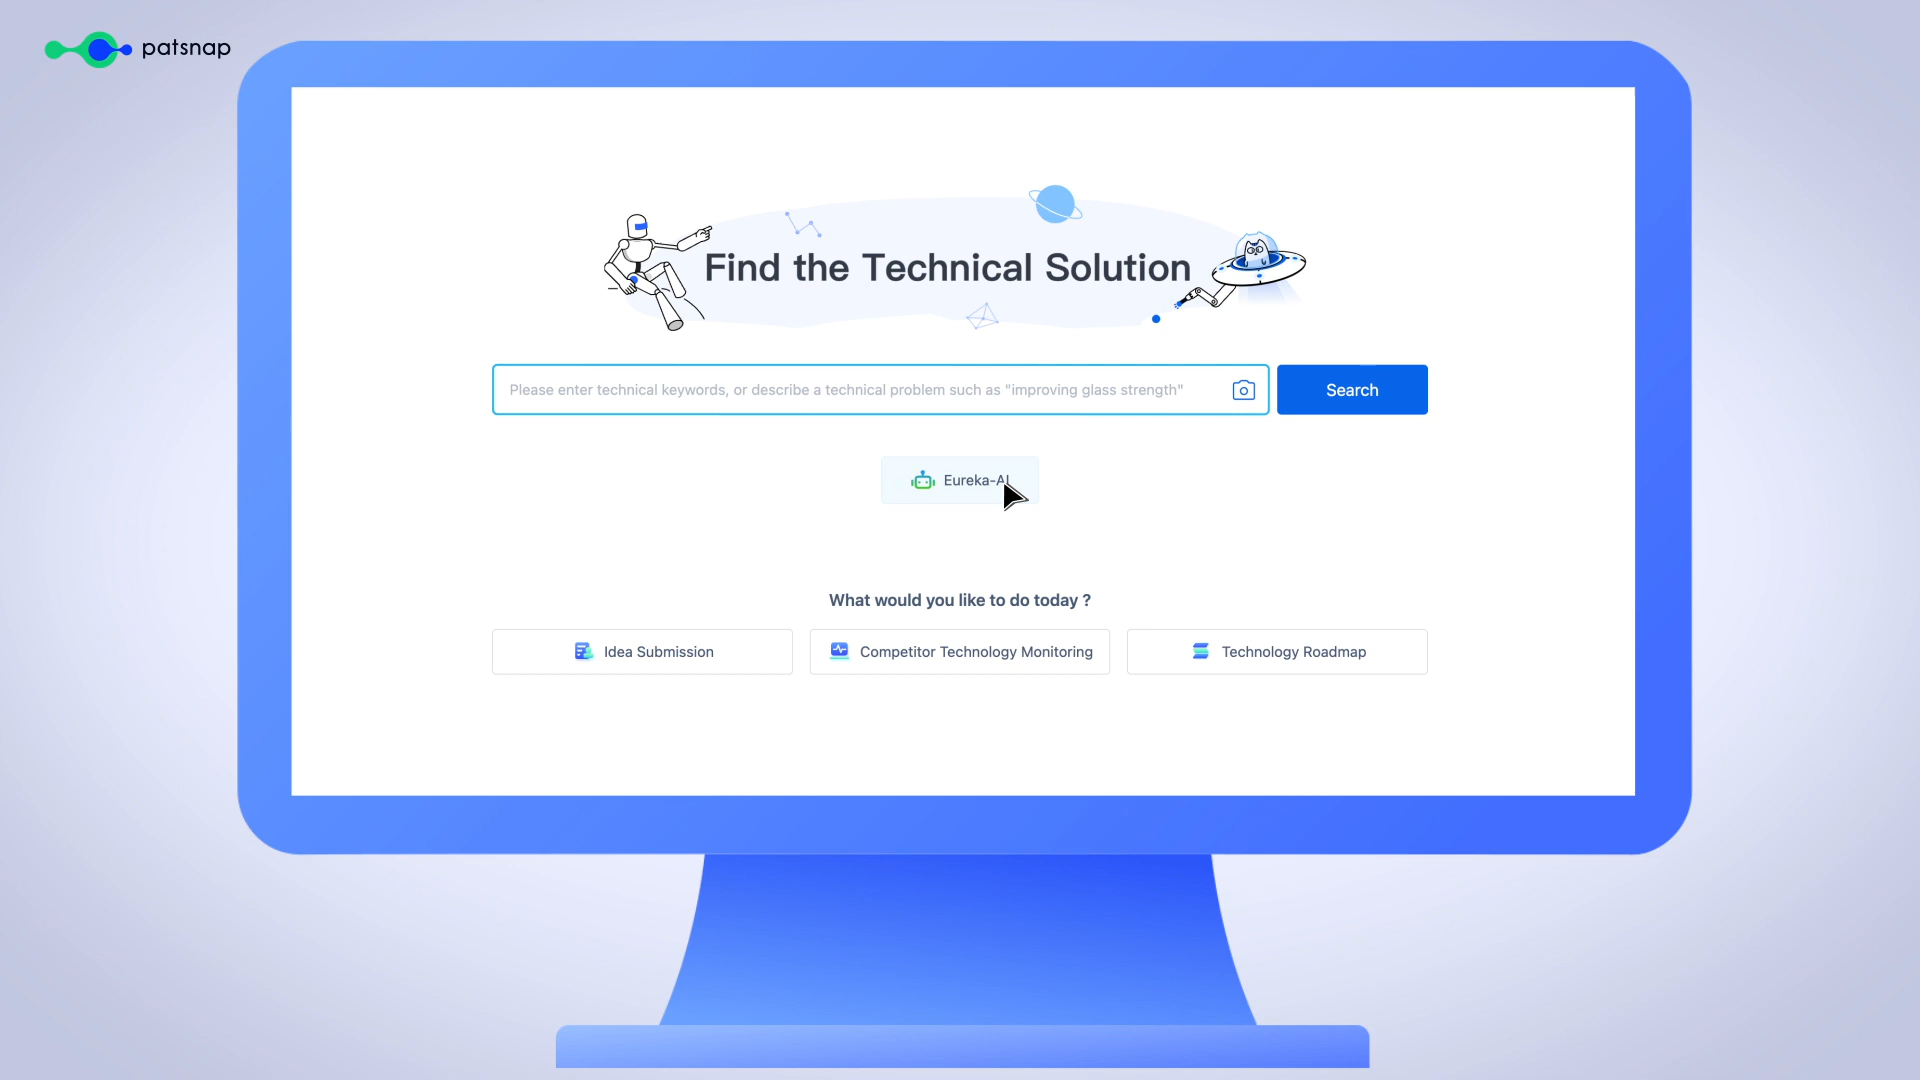 patsnap
Find the Technical Solution
Please enter technical keywords, or describe a technical problem such as "improving glass strength"
Search
Eureka-AI
What would you like to do today ?
Idea Submission
Competitor Technology Monitoring
Technology Roadmap